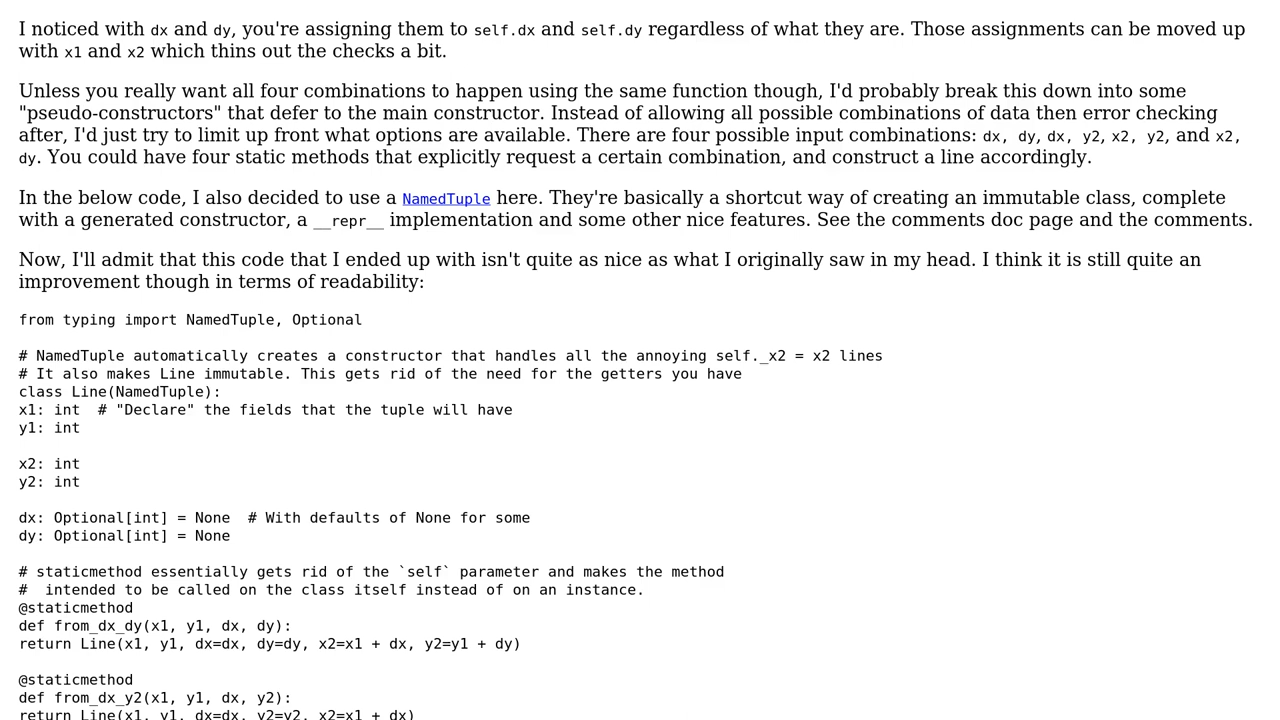 I noticed with dx and dy, you're assigning them to self.dx and self.dy regardless of what they are. Those assignments can be moved up
with x1 and x2 which thins out the checks a bit.
Unless you really want all four combinations to happen using the same function though, I'd probably break this down into some
"pseudo-constructors" that defer to the main constructor. Instead of allowing all possible combinations of data then error checking
after, I'd just try to limit up front what options are available. There are four possible input combinations: dx, dy, dx, y2, x2, y2, and x2,
dy. You could have four static methods that explicitly request a certain combination, and construct a line accordingly.
In the below code, I also decided to use a NamedTuple here. They're basically a shortcut way of creating an immutable class, complete
with a generated constructor, a __repr__ implementation and some other nice features. See the comments doc page and the comments.
Now, I'll admit that this code that I ended up with isn't quite as nice as what I originally saw in my head. I think it is still quite an
improvement though in terms of readability:
from typing import NamedTuple, Optional
# NamedTuple automatically creates a constructor that handles all the annoying self._x2 = x2 lines
# It also makes Line immutable. This gets rid of the need for the getters you have
class Line(NamedTuple):
x1: int  # "Declare" the fields that the tuple will have
y1: int
x2: int
y2: int
dx: Optional[int] = None  # With defaults of None for some
dy: Optional[int] = None
# staticmethod essentially gets rid of the `self` parameter and makes the method
#  intended to be called on the class itself instead of on an instance.
@staticmethod
def from_dx_dy(x1, y1, dx, dy):
return Line(x1, y1, dx=dx, dy=dy, x2=x1 + dx, y2=y1 + dy)
@staticmethod
def from_dx_y2(x1, y1, dx, y2):
return Line(x1, y1, dx=dx, y2=y2, x2=x1 + dx)